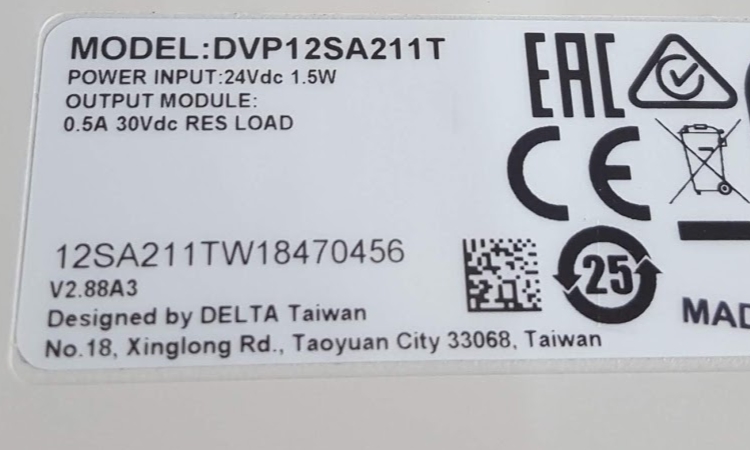 MODEL:DVP12SA211T
POWER INPUT:24Vdc 1.5W
OUTPUT MODULE:
0.5A 30Vdc RES LOAD
EAC
CE
12SA211TW18470456
25
V2.88A3
Designed by DELTA Taiwan
No.18, Xinglong Rd., Taoyuan City 33068, Taiwan